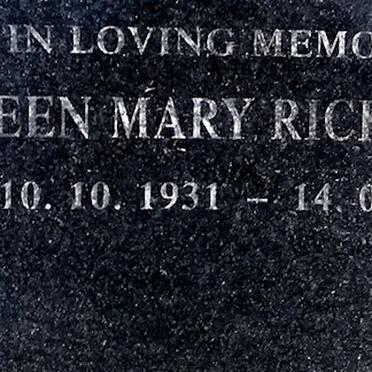 IN LOVING MEMO
EEN MARY RICK
10. 10. 1931 – 14. 0